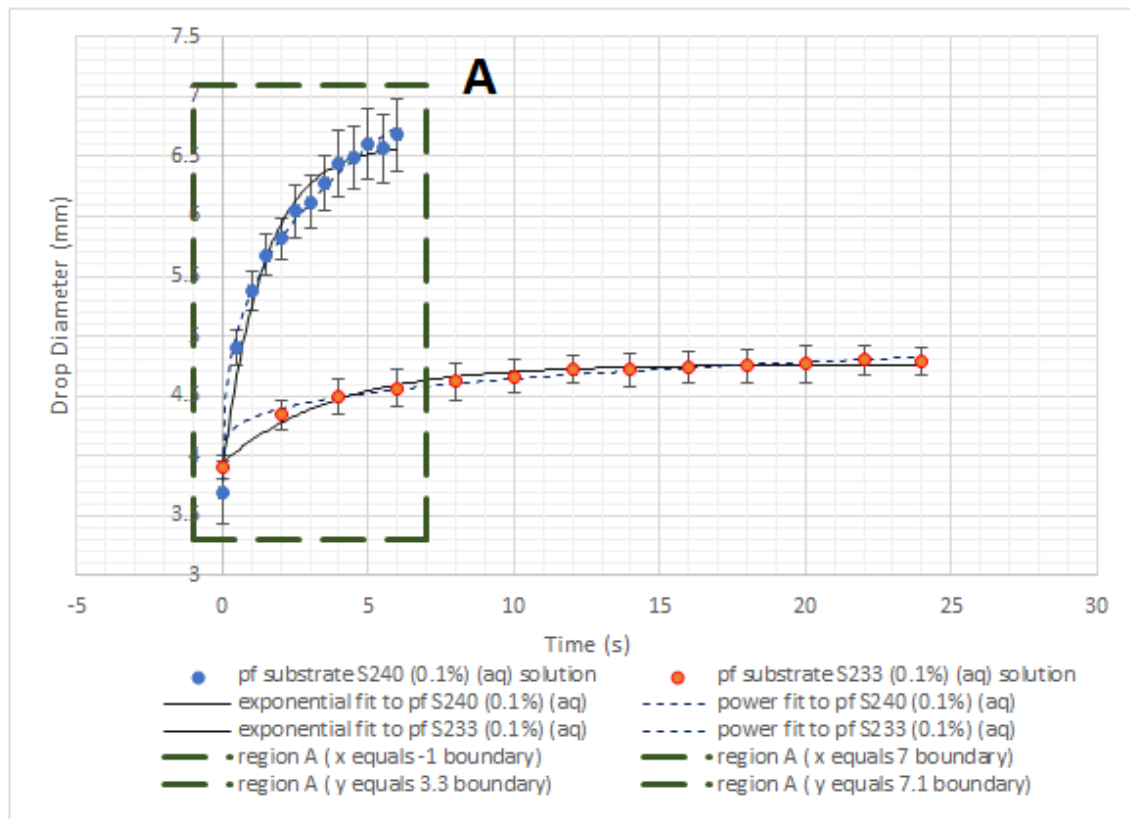 A
7.5
7
6.5
6
5.5
5
4.5
4
3.5
3
Drop Diameter (mm)
-5 0 5 10 15 20 25 30
Time (s)
pf substrate S240 (0.1%) (aq) solution
pf substrate S233 (0.1%) (aq) solution
exponential fit to pf S240 (0.1%) (aq)
power fit to pf S240 (0.1%) (aq)
exponential fit to pf S233 (0.1%) (aq)
power fit to pf S233 (0.1%) (aq)
region A ( x equals -1 boundary)
region A ( x equals 7 boundary)
region A ( y equals 3.3 boundary)
region A ( y equals 7.1 boundary)